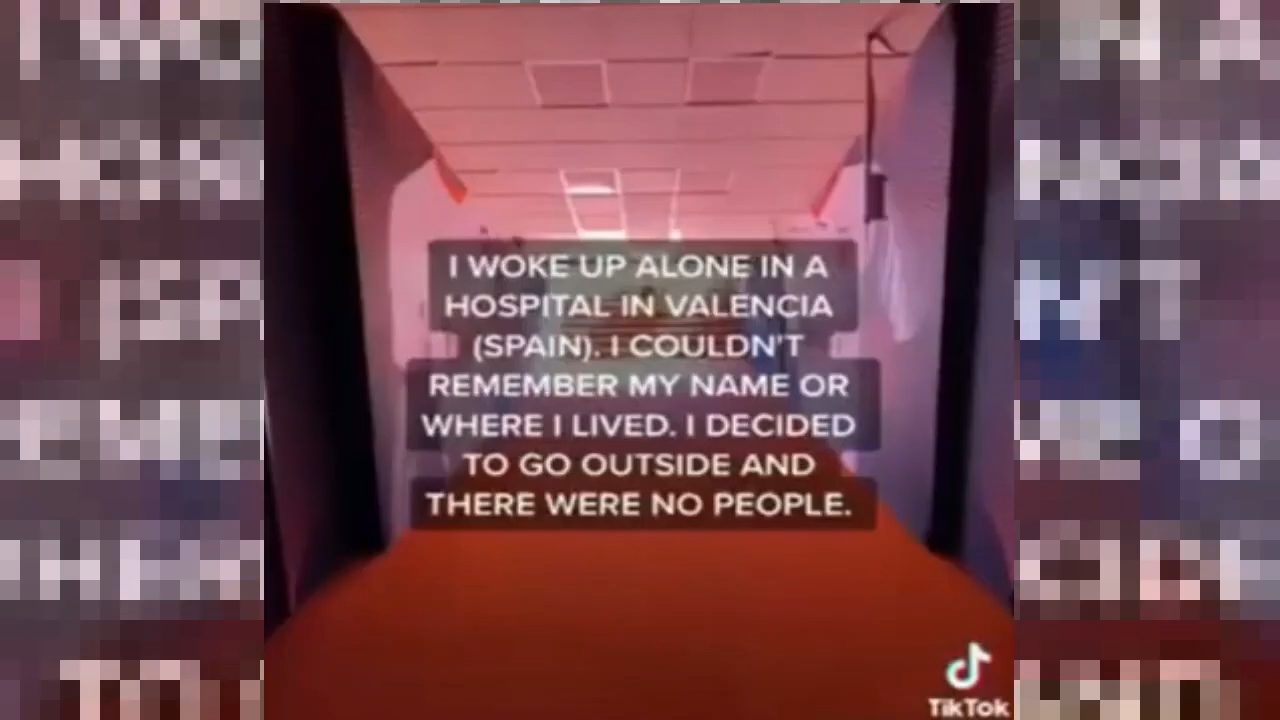 I WOKE UP ALONE IN A
HOSPITAL IN VALENCIA
(SPAIN). I COULDN'T
REMEMBER MY NAME OR
WHERE I LIVED. I DECIDED
TO GO OUTSIDE AND
THERE WERE NO PEOPLE.
TikTok